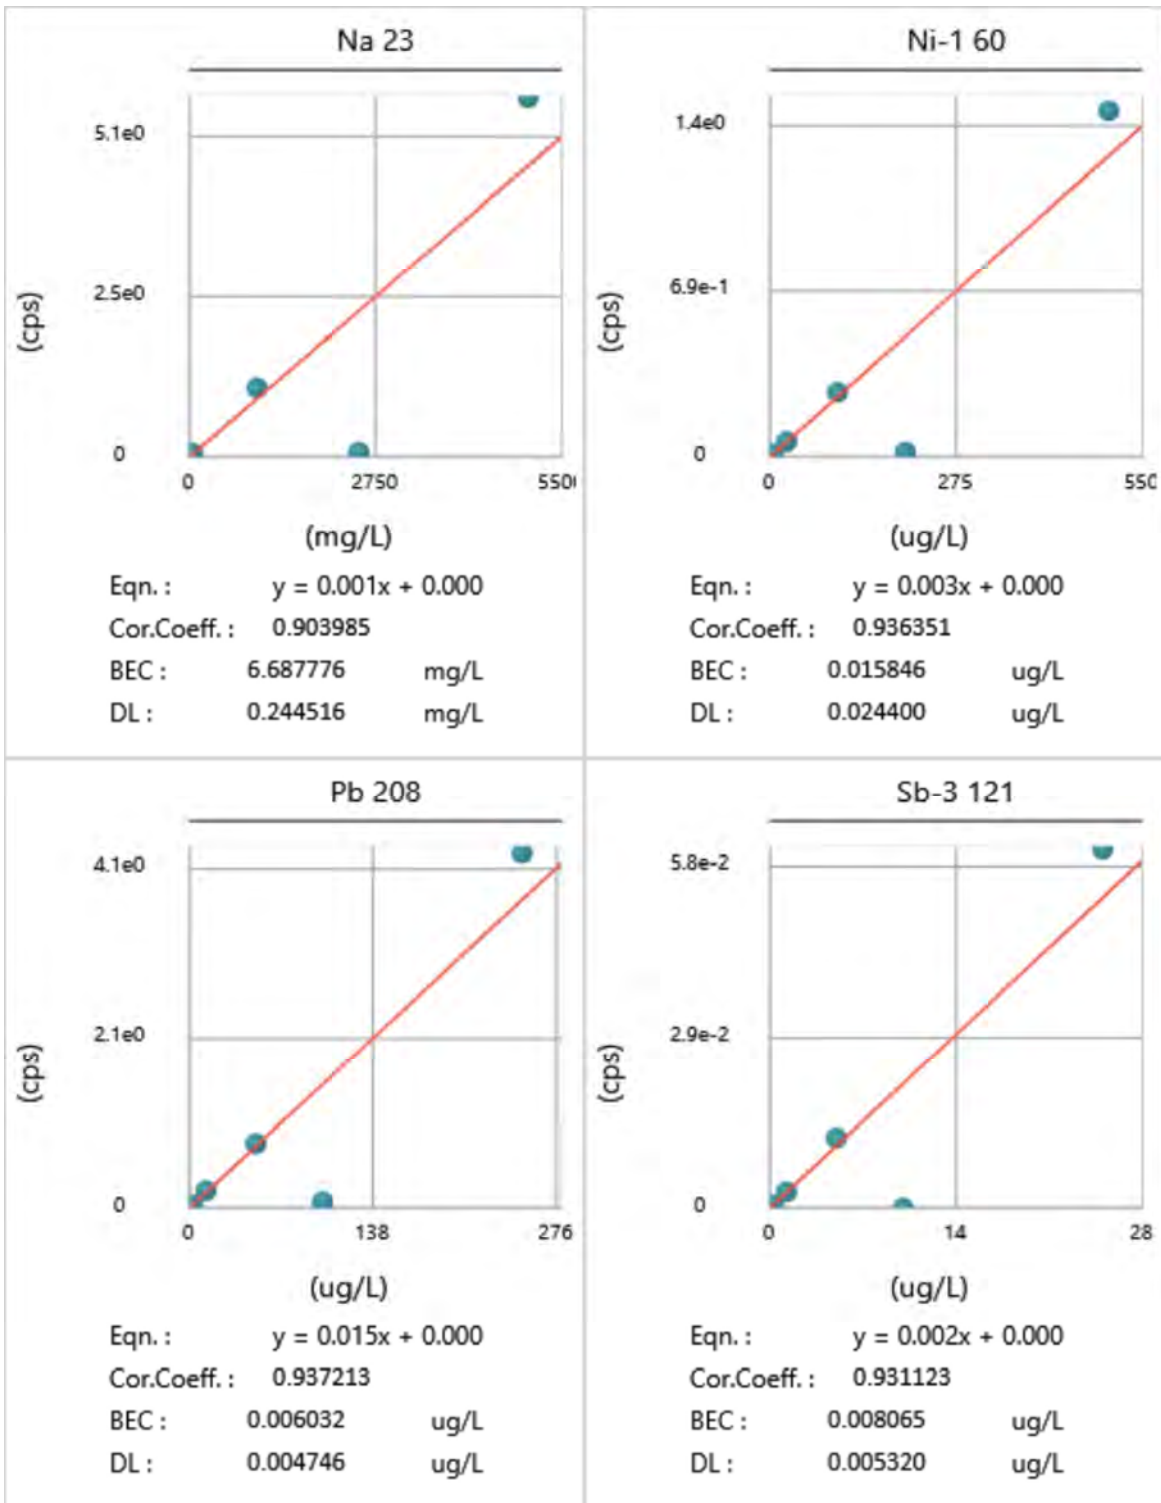 Na 23
5.1e0
2.5e0
0
(cps)
0 2750 550
(mg/L)
Eqn. : y = 0.001x + 0.000
Cor.Coeff. : 0.903985
BEC : 6.687776 mg/L
DL : 0.244516 mg/L
Ni-1 60
1.4e0
6.9e-1
0
(cps)
0 275 550
(ug/L)
Eqn. : y = 0.003x + 0.000
Cor.Coeff. : 0.936351
BEC : 0.015846 ug/L
DL : 0.024400 ug/L
Pb 208
4.1e0
2.1e0
0
(cps)
0 138 276
(ug/L)
Eqn. : y = 0.015x + 0.000
Cor.Coeff. : 0.937213
BEC : 0.006032 ug/L
DL : 0.004746 ug/L
Sb-3 121
5.8e-2
2.9e-2
0
(cps)
0 14 28
(ug/L)
Eqn. : y = 0.002x + 0.000
Cor.Coeff. : 0.931123
BEC : 0.008065 ug/L
DL : 0.005320 ug/L